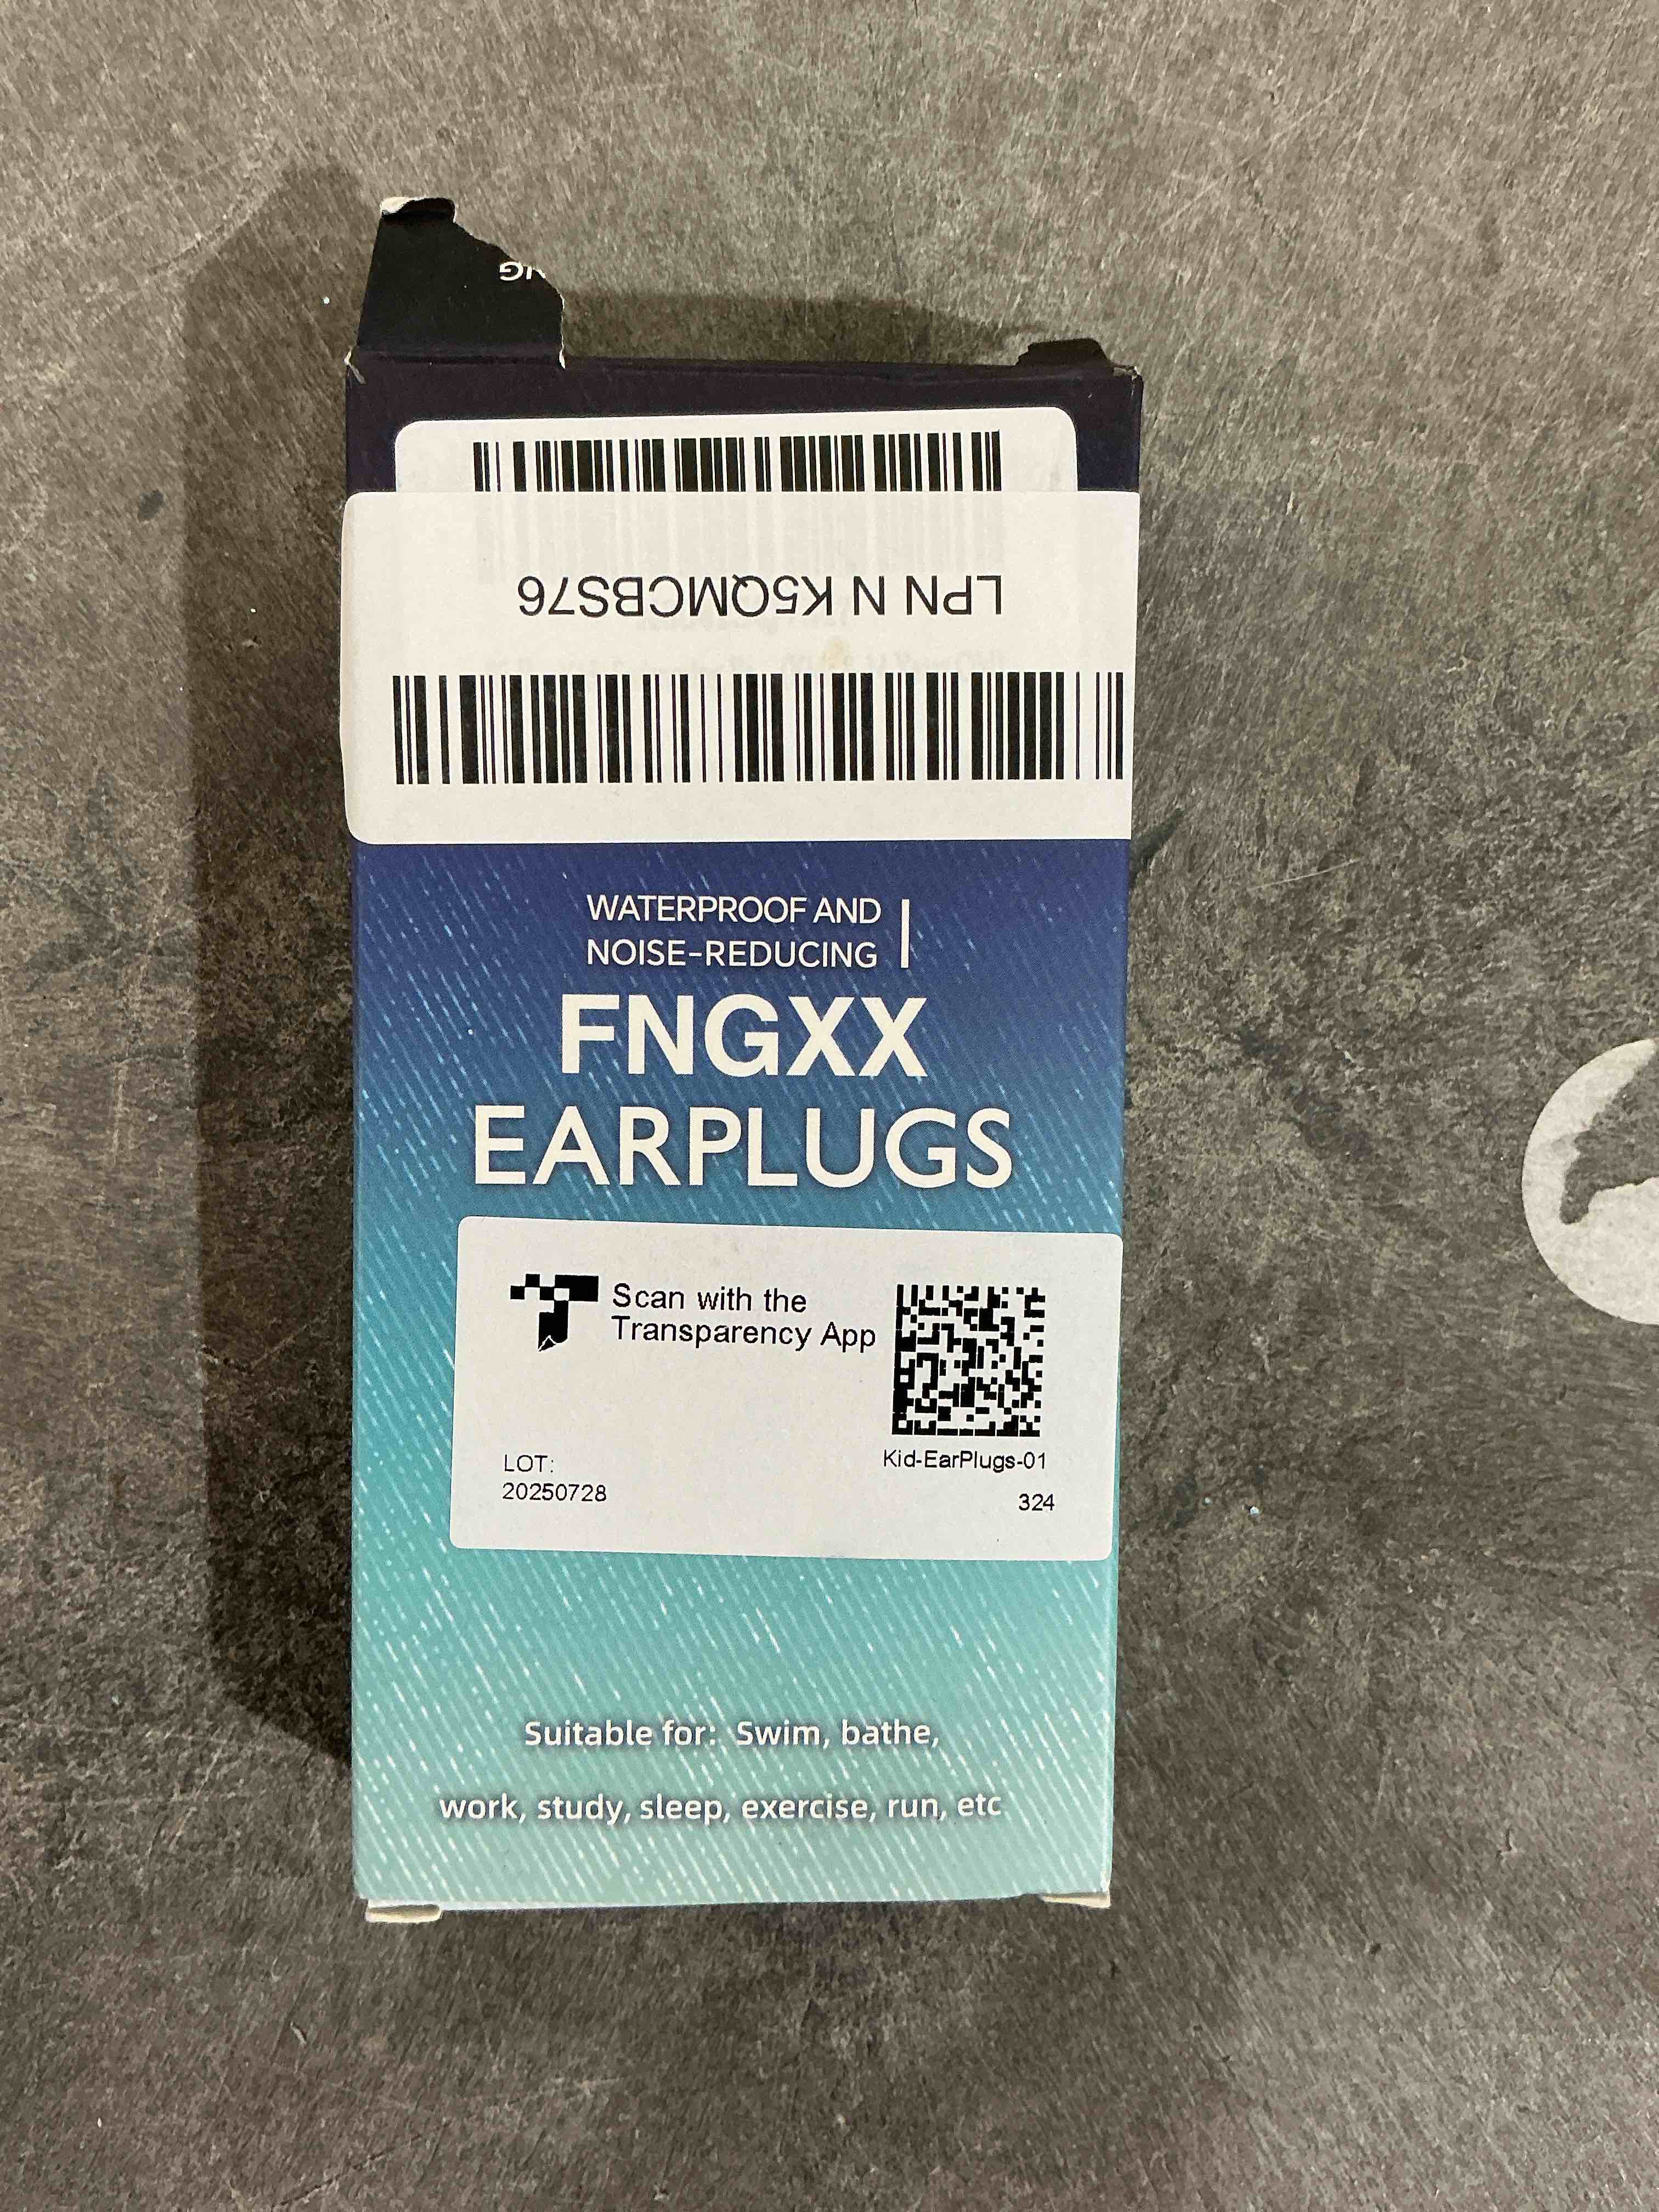 LPN N K5QMCBS76
WATERPROOF AND
NOISE-REDUCING
FNGXX
EARPLUGS
Scan with the
Transparency App
Kid-EarPlugs-01
LOT:
20250728
324
Suitable for: Swim, bathe,
work, study, sleep, exercise, run, etc